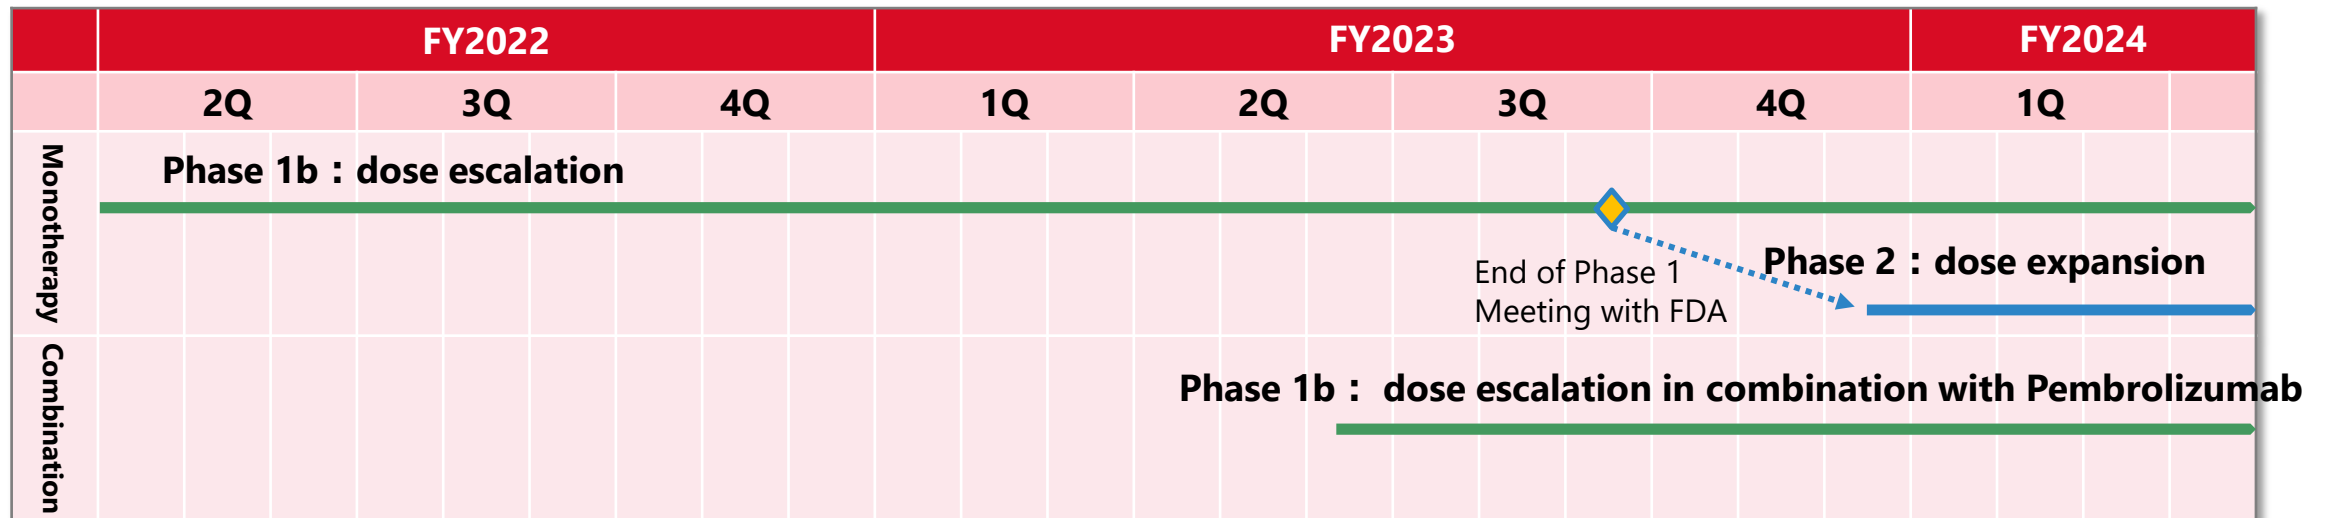 FY2022 FY2023 FY2024
2Q 3Q 4Q 1Q 2Q 3Q 4Q 1Q
Monotherapy
Phase 1b：dose escalation
End of Phase 1
Meeting with FDA
Phase 2：dose expansion
Combination
Phase 1b： dose escalation in combination with Pembrolizumab